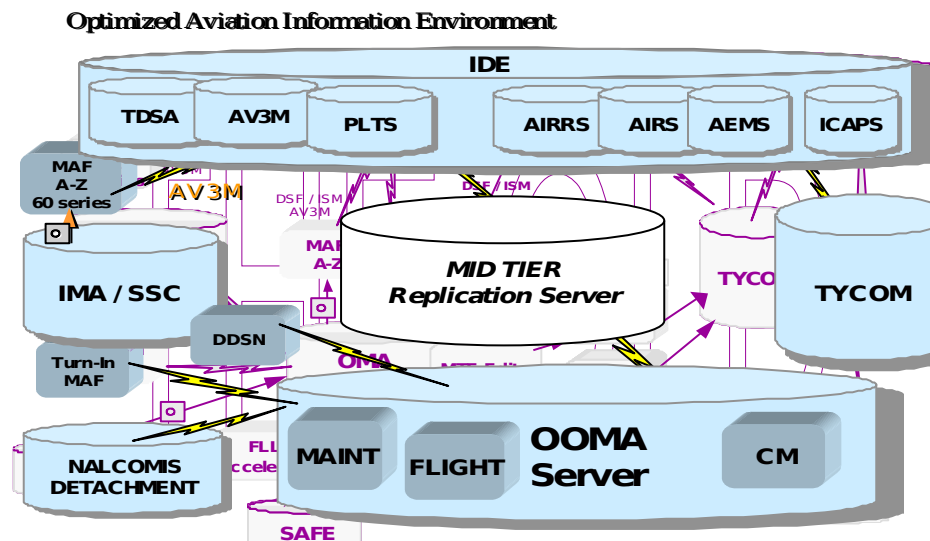 Optimized Aviation Information Environment
IDE
TDSA
AV3M
PLTS
AIRRS
AIRS
AEMS
ICAPS
MAF
A-Z
60 series
AV3M
DSF / ISM
AV3M
DSF / ISM
MAF
A-Z
MID TIER
Replication Server
IMA / SSC
TYCOM
DDSN
OMA
Turn-In
MAF
MAINT
FLIGHT
OOMA
Server
CM
NALCOMIS
DETACHMENT
SAFE